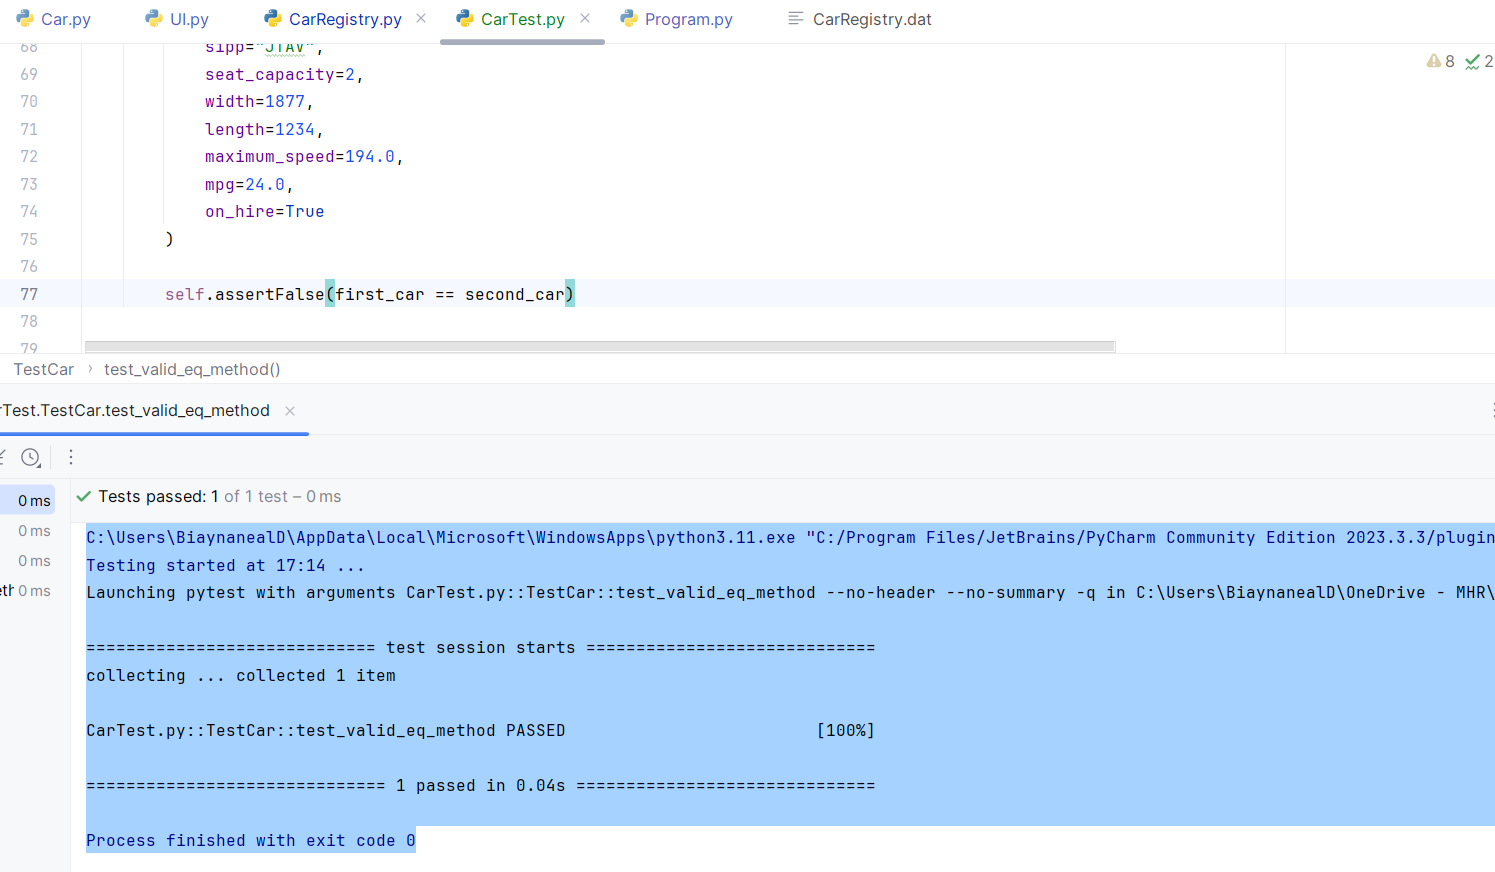 Car.py UI.py CarRegistry.py CarTest.py Program.py CarRegistry.dat
68 sipp="JTAV",
8 2
69 seat_capacity=2,
70 width=1877,
71 length=1234,
72 maximum_speed=194.0,
73 mpg=24.0,
74 on_hire=True
75 )
76
77 self.assertFalse(first_car == second_car)
78
79
TestCar › test_valid_eq_method()
rTest.TestCar.test_valid_eq_method
0 ms Tests passed: 1 of 1 test – 0 ms
0 ms
0 ms
eth 0 ms
C:\Users\BiaynanealD\AppData\Local\Microsoft\WindowsApps\python3.11.exe "C:/Program Files/JetBrains/PyCharm Community Edition 2023.3.3/plugin
Testing started at 17:14 ...
Launching pytest with arguments CarTest.py::TestCar::test_valid_eq_method --no-header --no-summary -q in C:\Users\BiaynanealD\OneDrive - MHR\
============================= test session starts =============================
collecting ... collected 1 item
CarTest.py::TestCar::test_valid_eq_method PASSED [100%]
============================== 1 passed in 0.04s ==============================
Process finished with exit code 0